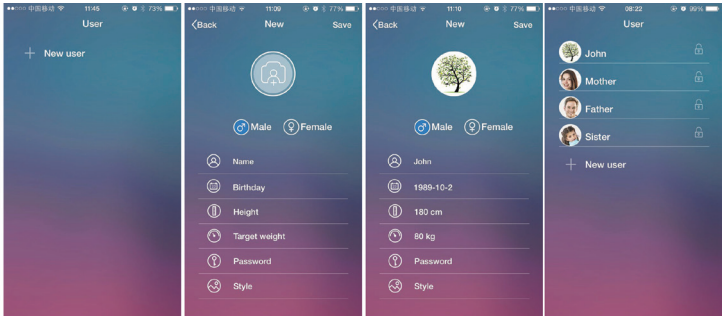 中国移动 11:45 73%
User
New user
中国移动 11:09 77%
Back New Save
Male Female
Name
Birthday
Height
Target weight
Password
Style
中国移动 11:10 77%
Back New Save
Male Female
John
1989-10-2
180 cm
60 kg
Password
Style
中国移动 08:22 99%
User
John
Mother
Father
Sister
New user